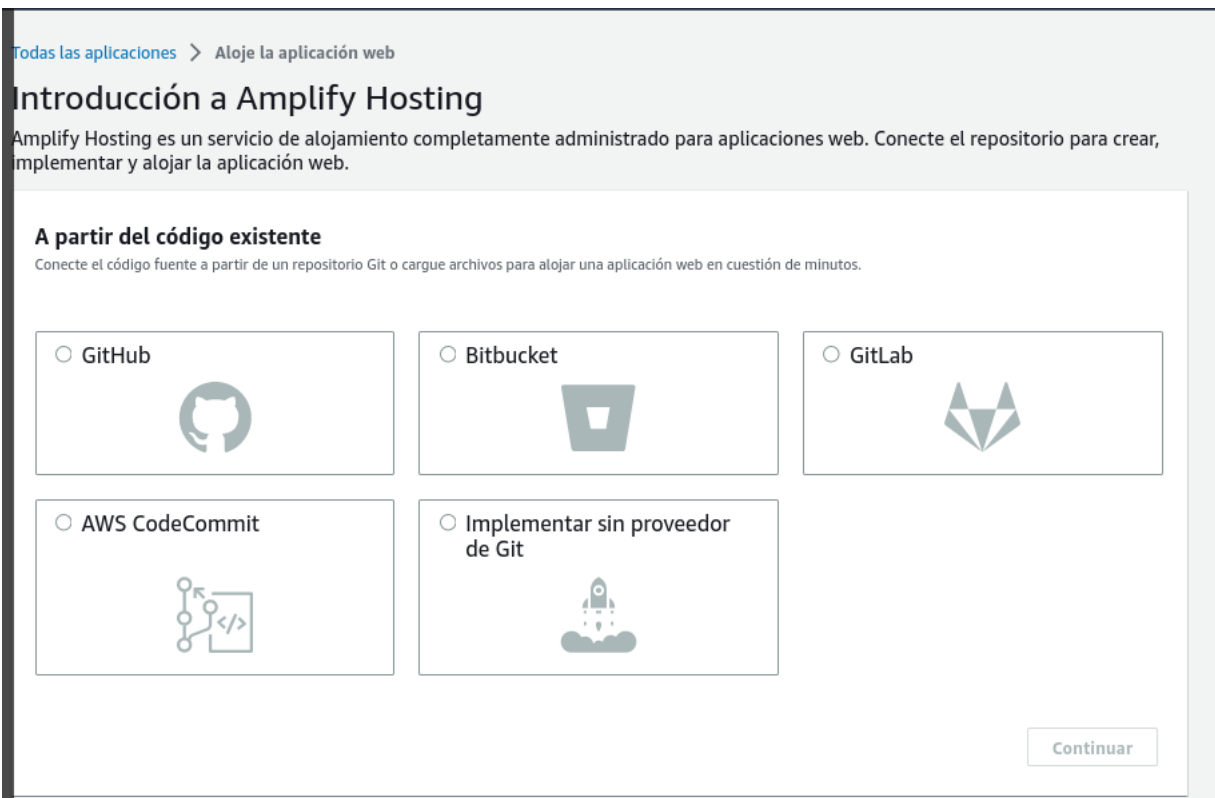 Todas las aplicaciones > Aloje la aplicación web
Introducción a Amplify Hosting
Amplify Hosting es un servicio de alojamiento completamente administrado para aplicaciones web. Conecte el repositorio para crear,
implementar y alojar la aplicación web.
A partir del código existente
Conecte el código fuente a partir de un repositorio Git o cargue archivos para alojar una aplicación web en cuestión de minutos.
GitHub
Bitbucket
GitLab
AWS CodeCommit
Implementar sin proveedor
de Git
</>
Continuar